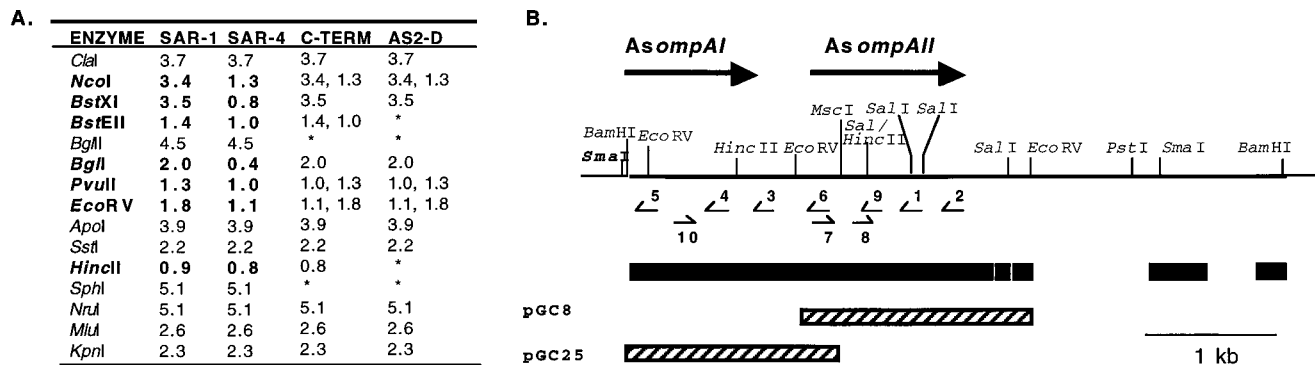 A.
ENZYME SAR-1 SAR-4 C-TERM AS2-D
ClaI 3.7 3.7 3.7 3.7
NcoI 3.4 1.3 3.4, 1.3 3.4, 1.3
BstXI 3.5 0.8 3.5 3.5
BstEII 1.4 1.0 1.4, 1.0 *
BglII 4.5 4.5 * *
BglI 2.0 0.4 2.0 2.0
PvuII 1.3 1.0 1.0, 1.3 1.0, 1.3
EcoRV 1.8 1.1 1.1, 1.8 1.1, 1.8
ApoI 3.9 3.9 3.9 3.9
SstI 2.2 2.2 2.2 2.2
HincII 0.9 0.8 0.8 *
SphI 5.1 5.1 * *
NruI 5.1 5.1 5.1 5.1
MluI 2.6 2.6 2.6 2.6
KpnI 2.3 2.3 2.3 2.3
B.
AsompAI AsompAII
MscI SalI SalI
BamHI EcoRV Sal/
SmaI HincII EcoRV HincII SalI EcoRV PstI SmaI BamHI
5 4 3 6 9 1 2
10 7 8
pGC8
pGC25
1 kb